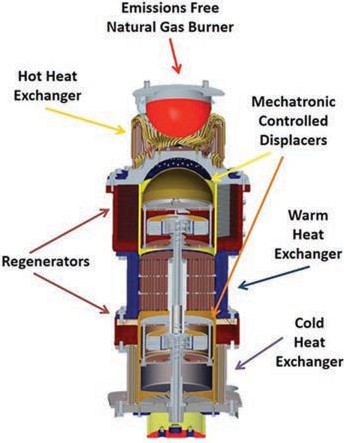 Emissions Free
Natural Gas Burner
Hot Heat
Exchanger
Mechatronic
Controlled
Displacers
Warm
Heat
Exchanger
Regenerators
Cold
Heat
Exchanger